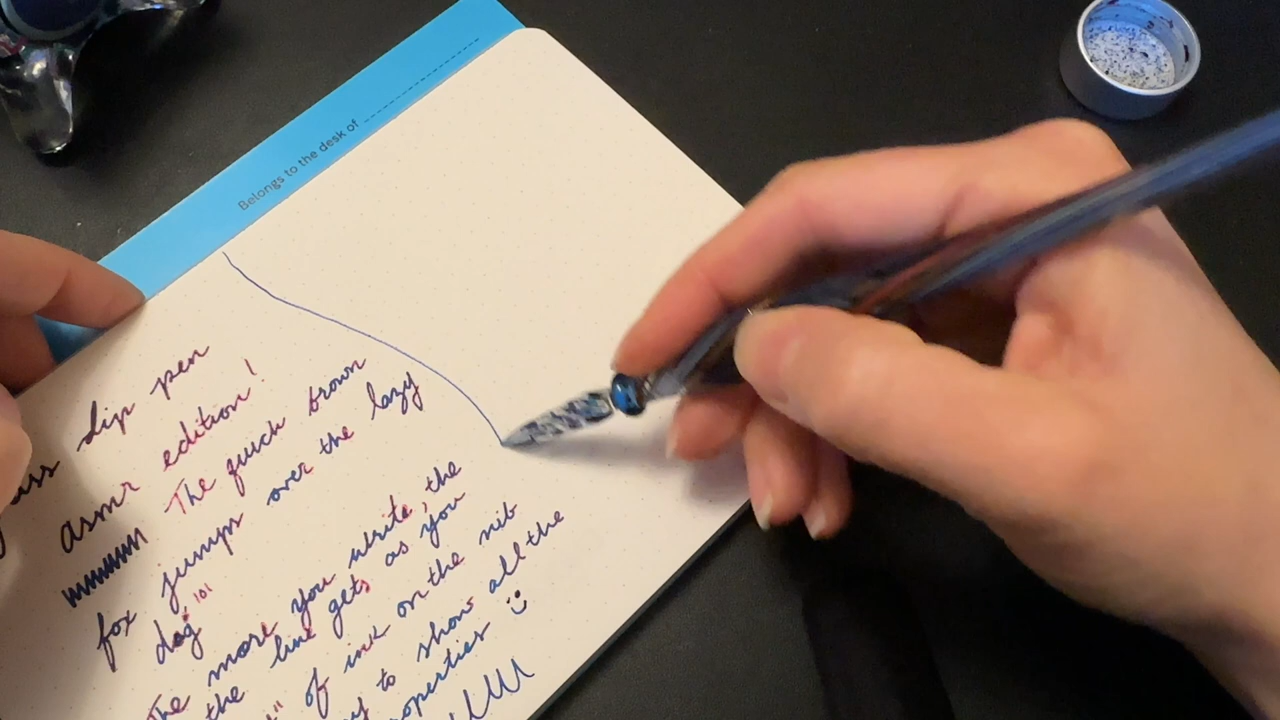 Belongs to the desk of
dip pen
asmr edition!
The quick brown
fox jumps over the lazy
dog
101
The more you write, the
the line gets as you
of ink on the nib
to show all the